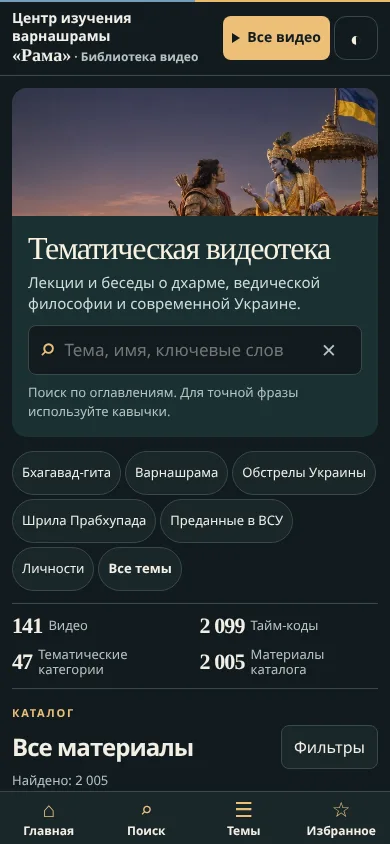 Центр изучения
варнашрамы
«Рама» · Библиотека видео
▶ Все видео
Тематическая видеотека
Лекции и беседы о дхарме, ведической
философии и современной Украине.
Тема, имя, ключевые слов
Поиск по оглавлениям. Для точной фразы
используйте кавычки.
Бхагавад-гита
Варнашрама
Обстрелы Украины
Шрила Прабхупада
Преданные в ВСУ
Личности
Все темы
141 Видео
2 099 Тайм-коды
47 Тематические
категории
2 005 Материалы
каталога
КАТАЛОГ
Все материалы
Фильтры
Найдено: 2 005
Главная
Поиск
Темы
Избранное